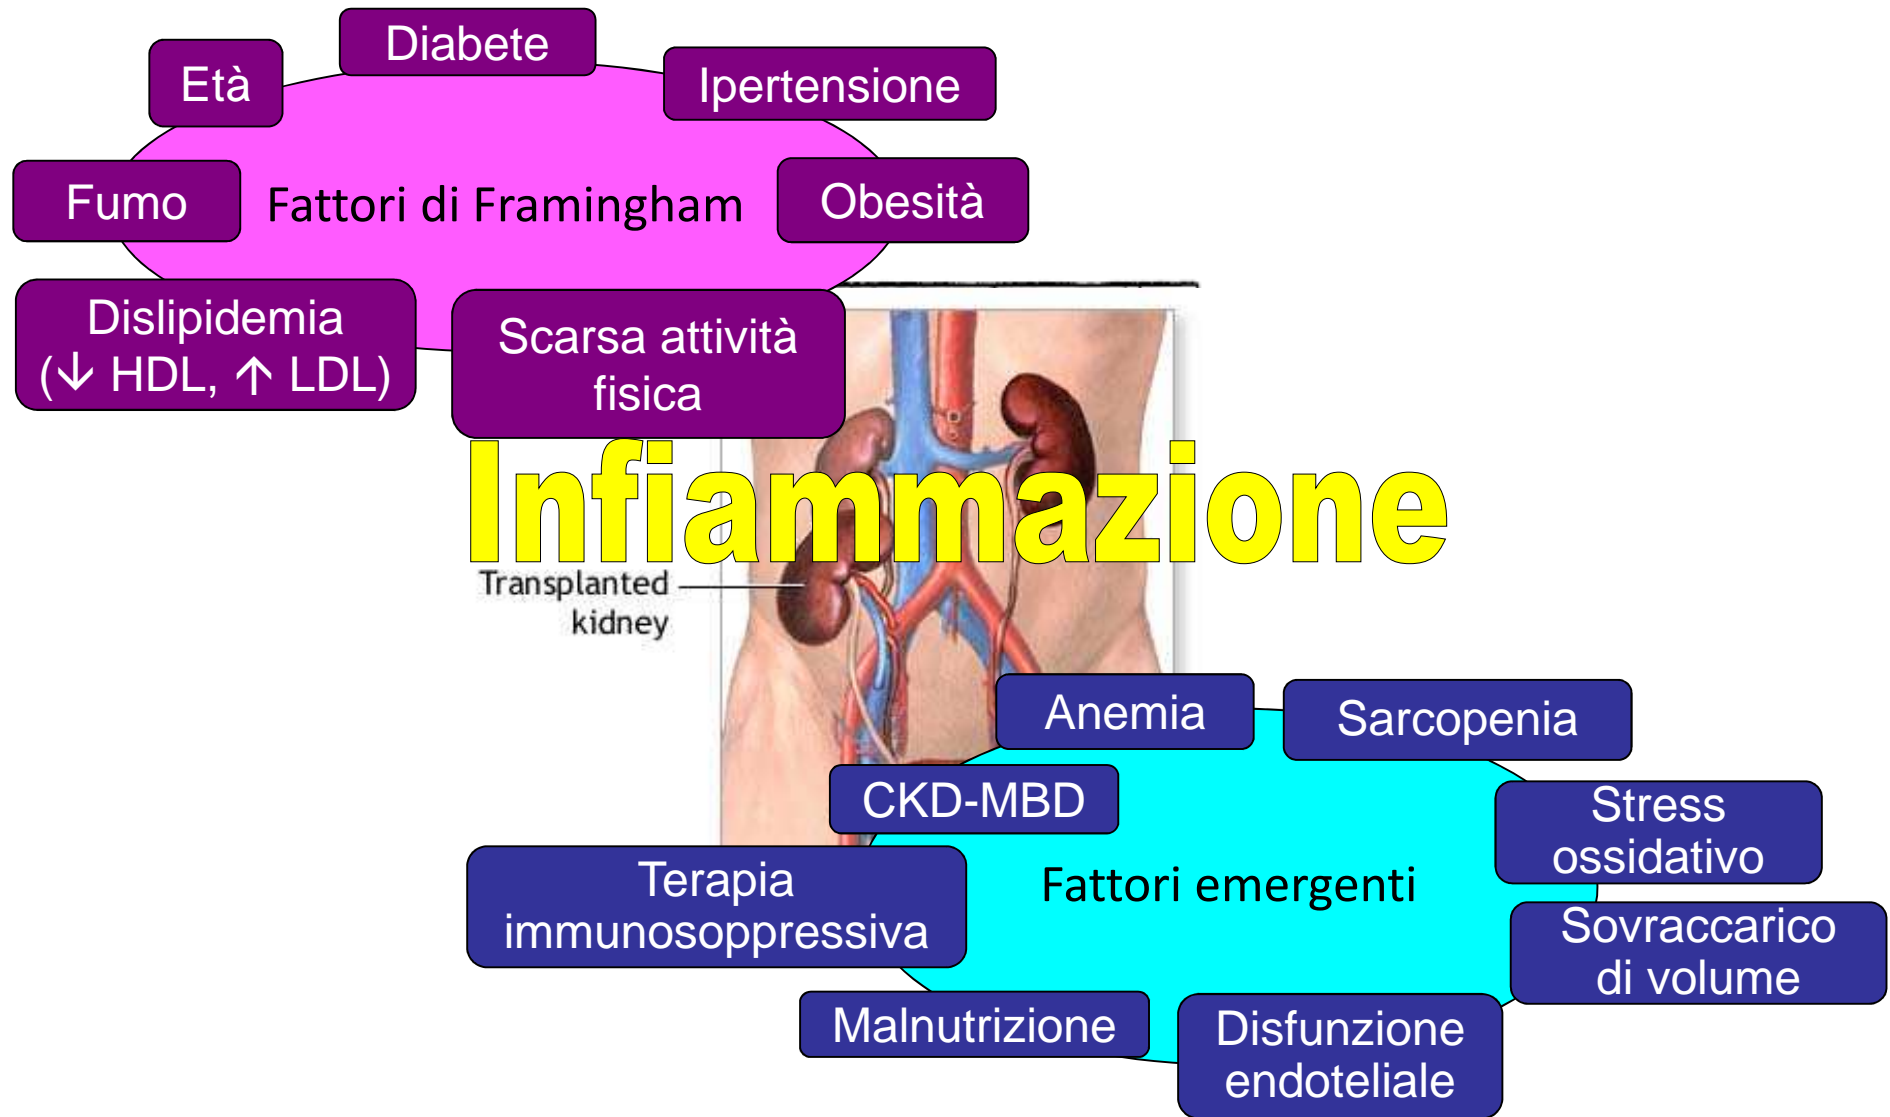 Diabete
Età
Ipertensione
Fumo
Fattori di Framingham
Obesità
Dislipidemia
(↓ HDL, ↑ LDL)
Scarsa attività
fisica
Infiammazione
Transplanted
kidney
Anemia
Sarcopenia
CKD-MBD
Stress
ossidativo
Terapia
immunosoppressiva
Fattori emergenti
Sovraccarico
di volume
Malnutrizione
Disfunzione
endoteliale